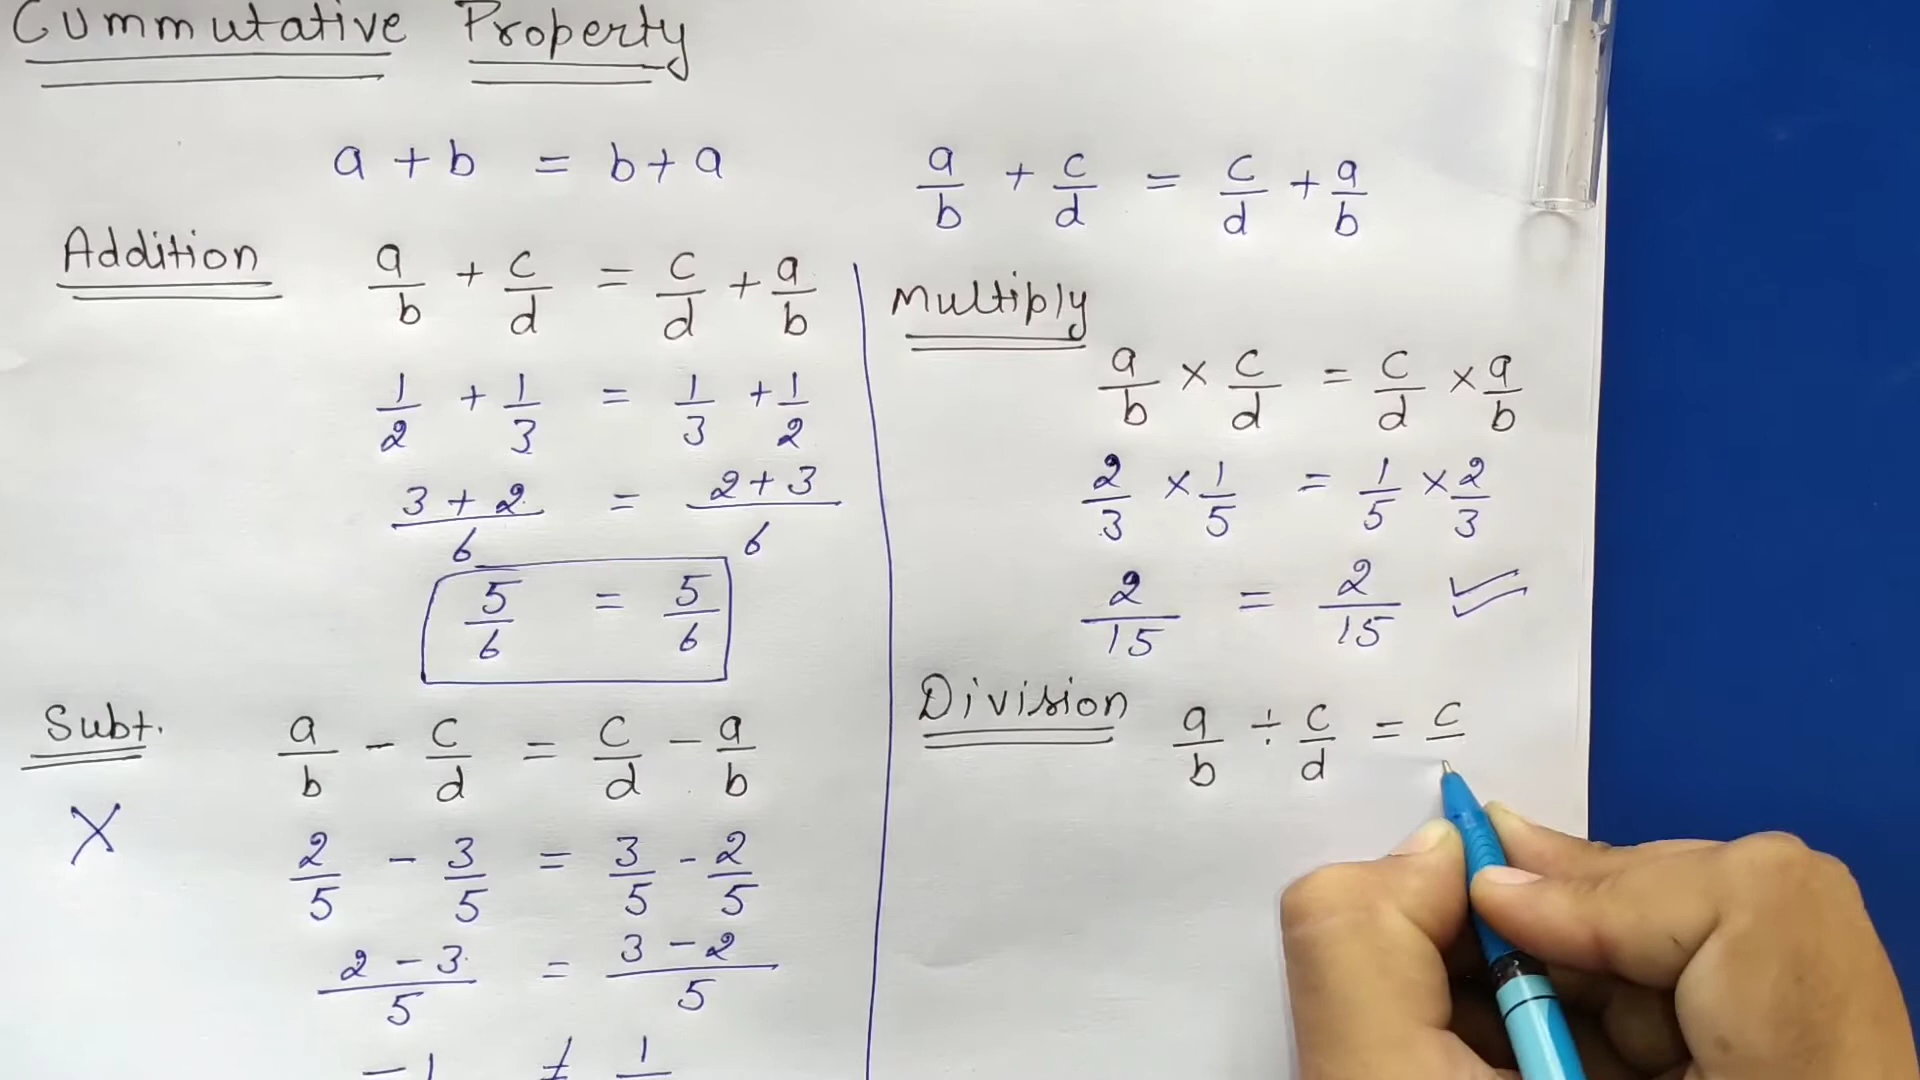 Cummutative Property
a + b = b + a
a/b + c/d = c/d + a/b
Addition a/b + c/d = c/d + a/b
1/2 + 1/3 = 1/3 + 1/2
3 + 2/6 = 2 + 3/6
5/6 = 5/6
Subt. a/b - c/d = c/d - a/b
X 2/5 - 3/5 = 3/5 - 2/5
2 - 3/5 = 3 - 2/5
-1 ≠ 1
Multiply
a/b × c/d = c/d × a/b
2/3 × 1/5 = 1/5 × 2/3
2/15 = 2/15
Division a/b ÷ c/d = c/